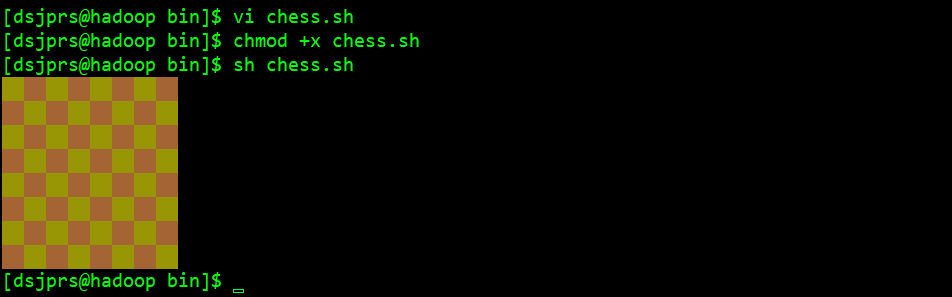 [dsjprs@hadoop bin]$ vi chess.sh
[dsjprs@hadoop bin]$ chmod +x chess.sh
[dsjprs@hadoop bin]$ sh chess.sh
[dsjprs@hadoop bin]$